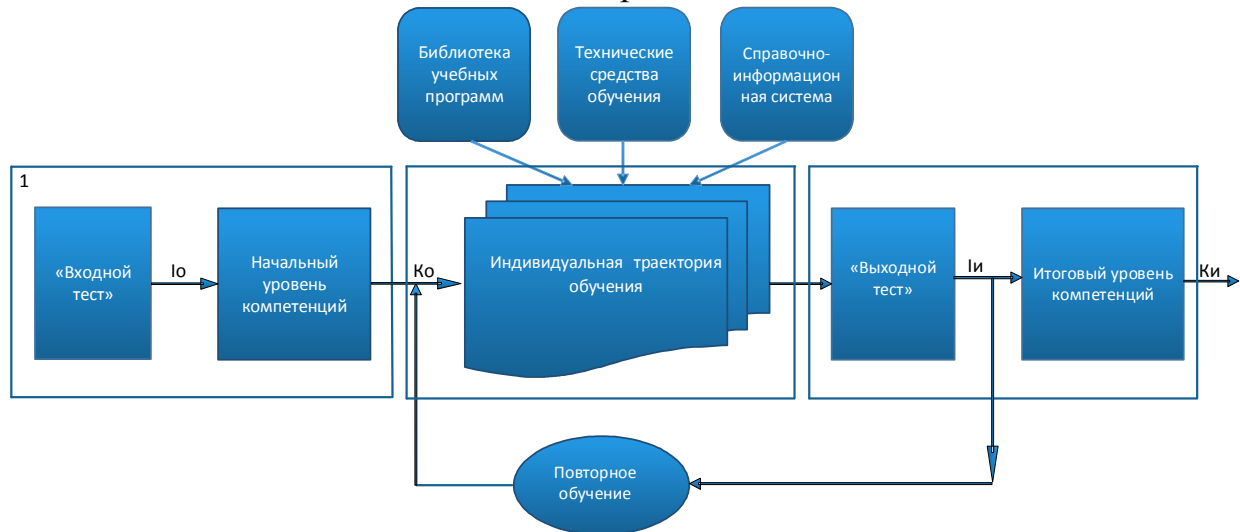 Библиотека
учебных
программ
Технические
средства
обучения
Справочно-
информацион
ная система
1
«Входной
тест»
Iо
Начальный
уровень
компетенций
Ко
Индивидуальная траектория
обучения
«Выходной
тест»
Iи
Итоговый уровень
компетенций
Ки
Повторное
обучение